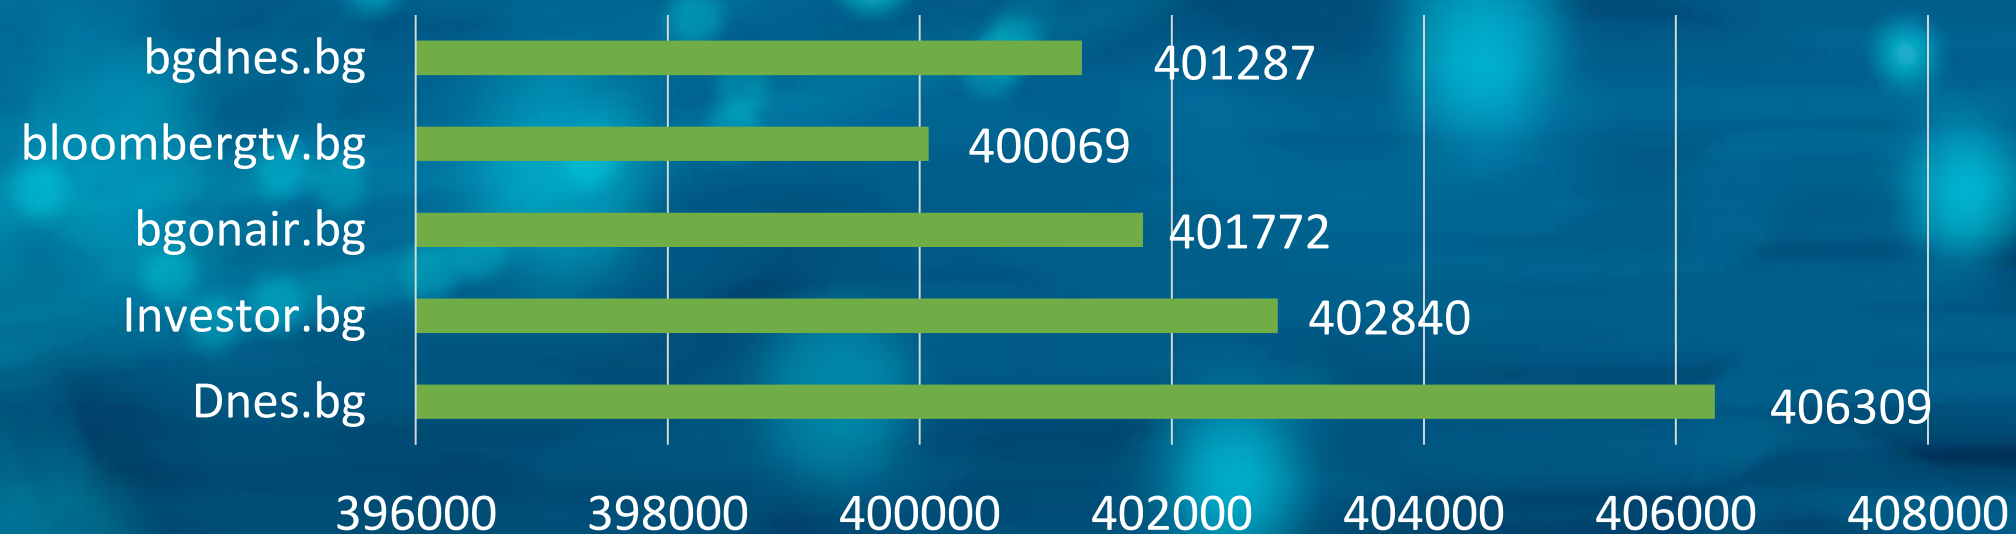 bgdnes.bg 401287
bloombergtv.bg 400069
bgonair.bg 401772
Investor.bg 402840
Dnes.bg 406309
396000 398000 400000 402000 404000 406000 408000